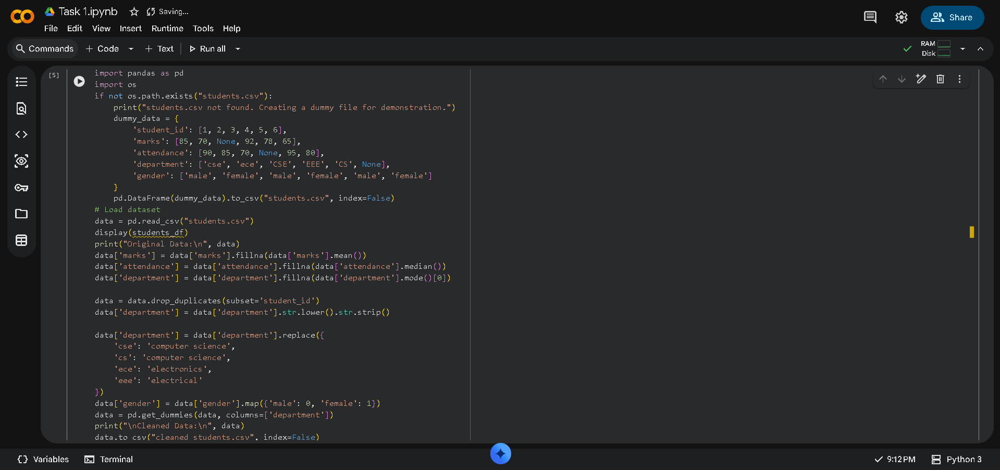 Task 1.ipynb Saving...
File Edit View Insert Runtime Tools Help
Share
Commands + Code + Text Run all
RAM
Disk
[5]
import pandas as pd
import os
if not os.path.exists("students.csv"):
    print("students.csv not found. Creating a dummy file for demonstration.")
    dummy_data = {
        'student_id': [1, 2, 3, 4, 5, 6],
        'marks': [85, 70, None, 92, 78, 65],
        'attendance': [90, 85, 70, None, 95, 80],
        'department': ['cse', 'ece', 'CSE', 'EEE', 'CS', None],
        'gender': ['male', 'female', 'male', 'female', 'male', 'female']
    }
    pd.DataFrame(dummy_data).to_csv("students.csv", index=False)
# Load dataset
data = pd.read_csv("students.csv")
display(students_df)
print("Original Data:\n", data)
data['marks'] = data['marks'].fillna(data['marks'].mean())
data['attendance'] = data['attendance'].fillna(data['attendance'].median())
data['department'] = data['department'].fillna(data['department'].mode()[0])
data = data.drop_duplicates(subset='student_id')
data['department'] = data['department'].str.lower().str.strip()
data['department'] = data['department'].replace({
    'cse': 'computer science',
    'cs': 'computer science',
    'ece': 'electronics',
    'eee': 'electrical'
})
data['gender'] = data['gender'].map({'male': 0, 'female': 1})
data = pd.get_dummies(data, columns=['department'])
print("\nCleaned Data:\n", data)
data.to_csv("cleaned_students.csv", index=False)
Variables Terminal
9:12 PM Python 3